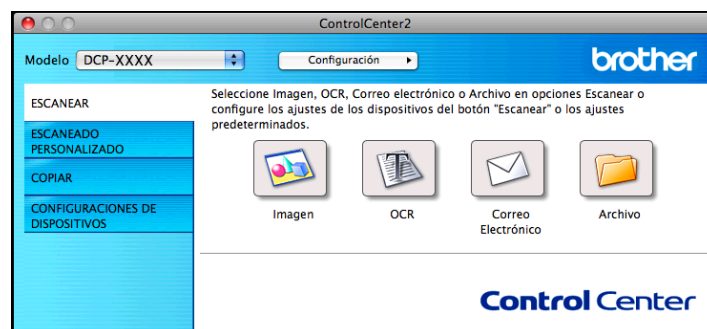 ControlCenter2
Modelo DCP-XXXX Configuración brother
ESCANEAR
ESCANEADO
PERSONALIZADO
COPIAR
CONFIGURACIONES DE
DISPOSITIVOS
Seleccione Imagen, OCR, Correo electrónico o Archivo en opciones Escanear o
configure los ajustes de los dispositivos del botón "Escanear" o los ajustes
predeterminados.
Imagen OCR Correo Archivo
Electrónico
Control Center